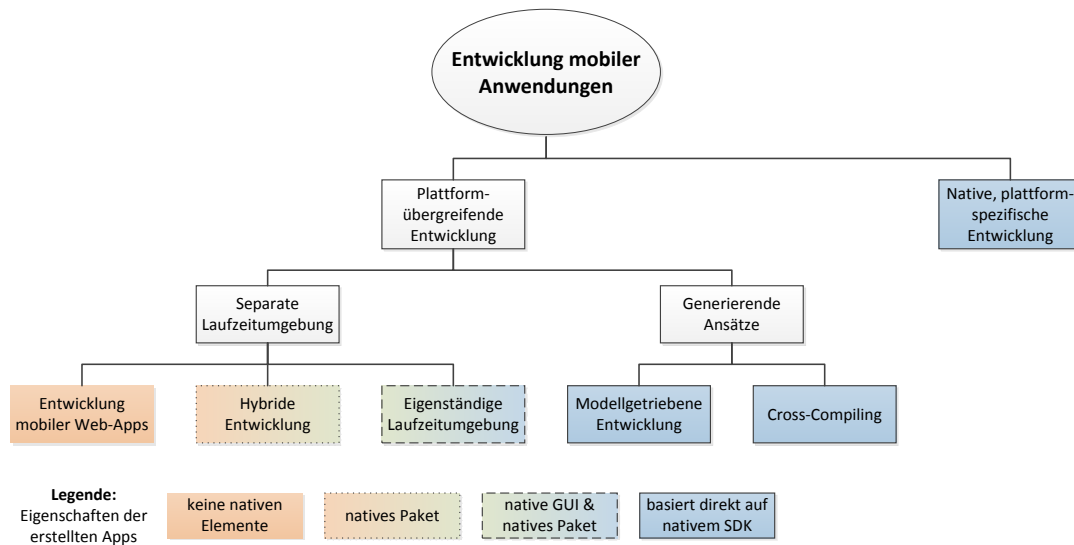 Entwicklung mobiler
Anwendungen
Plattform-
übergreifende
Entwicklung
Native, plattform-
spezifische
Entwicklung
Separate
Laufzeitumgebung
Generierende
Ansätze
Entwicklung
mobiler Web-Apps
Hybride
Entwicklung
Eigenständige
Laufzeitumgebung
Modellgetriebene
Entwicklung
Cross-Compiling
Legende:
Eigenschaften der
erstellten Apps
keine nativen
Elemente
natives Paket
native GUI &
natives Paket
basiert direkt auf
nativem SDK